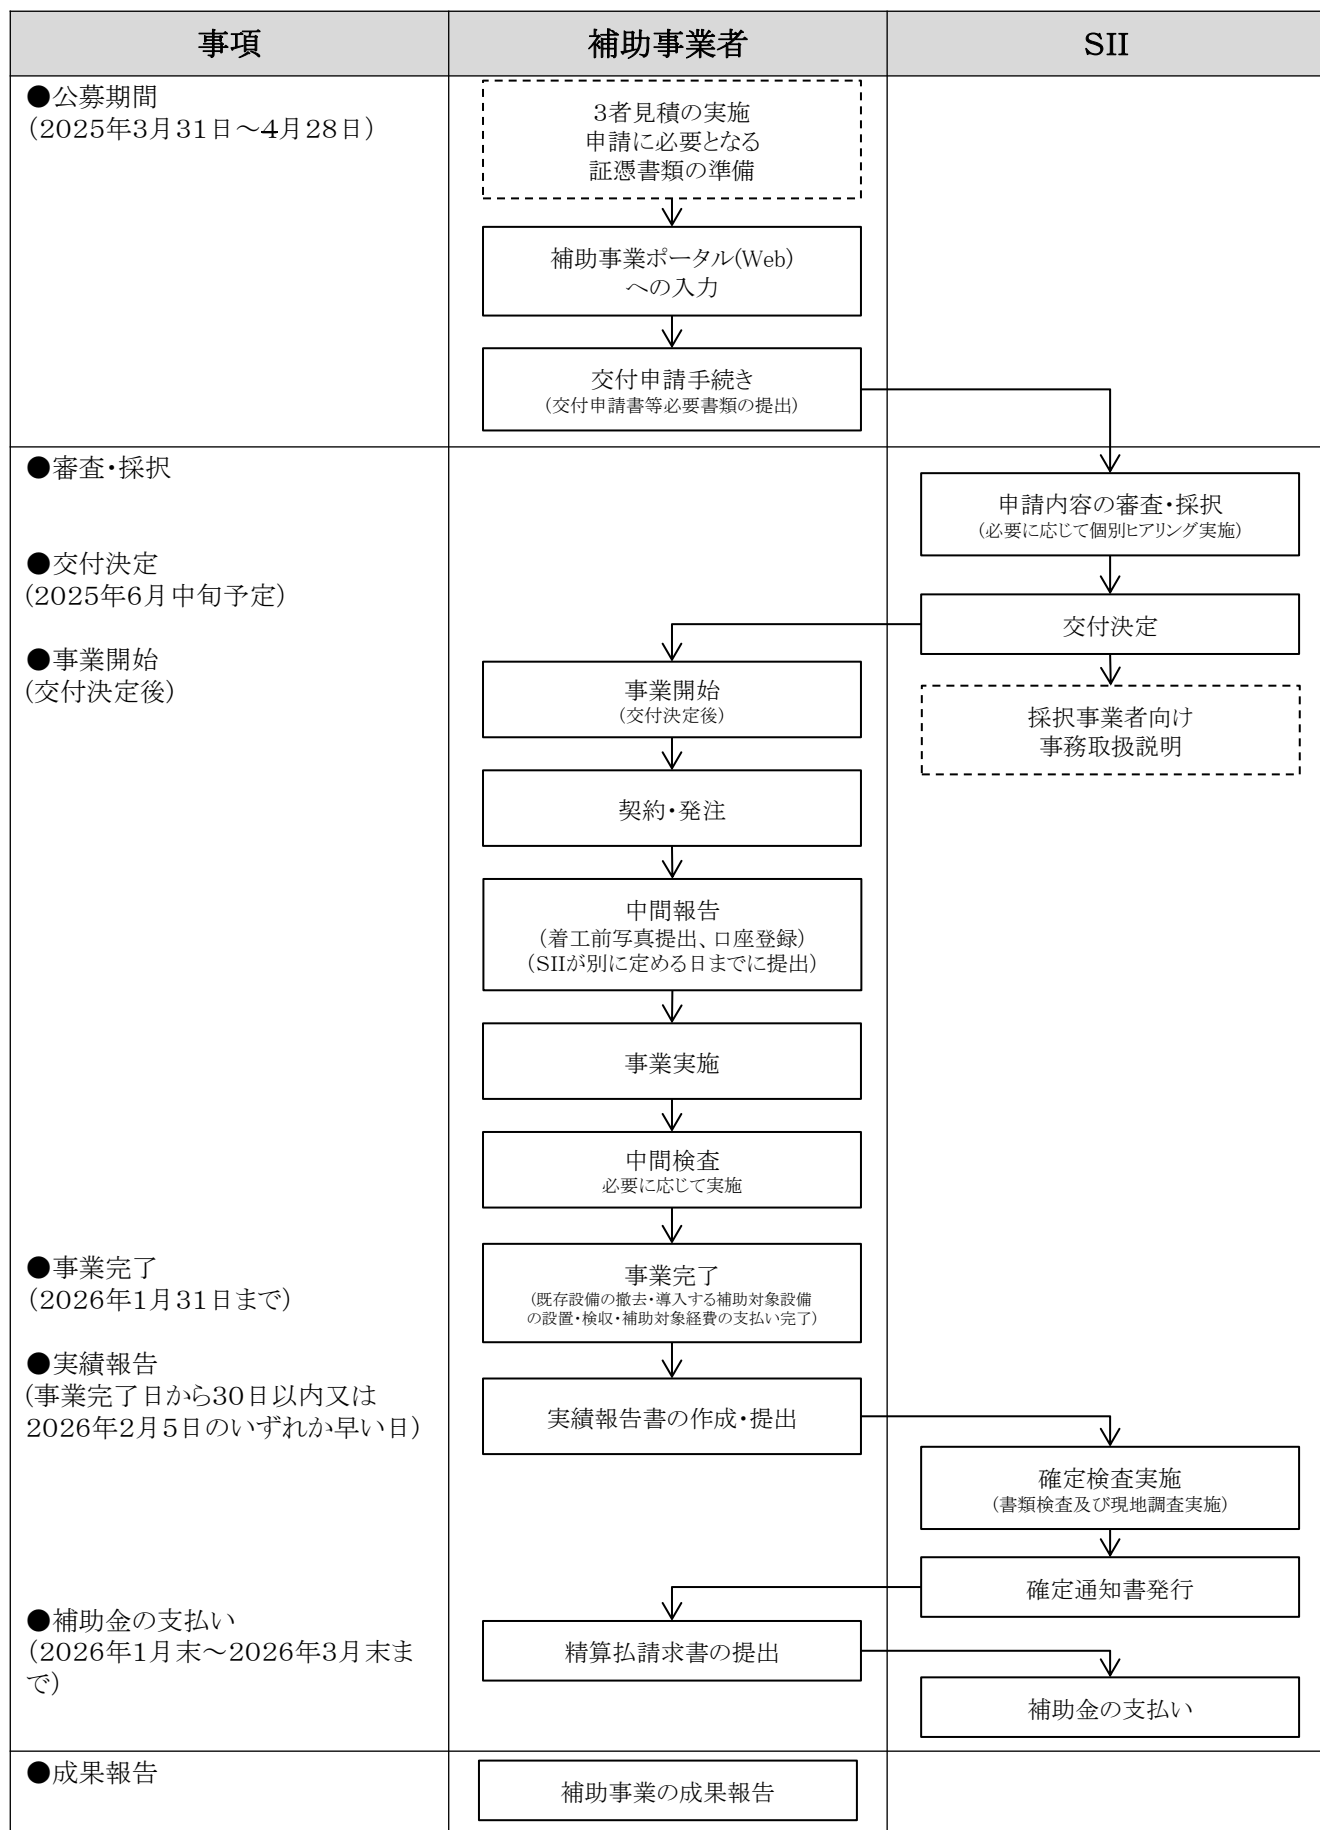 事項
補助事業者
SII
●公募期間
(2025年3月31日～4月28日)
3者見積の実施
申請に必要となる
証憑書類の準備
補助事業ポータル(Web)
への入力
交付申請手続き
(交付申請書等必要書類の提出)
●審査・採択
申請内容の審査・採択
(必要に応じて個別ヒアリング実施)
●交付決定
(2025年6月中旬予定)
交付決定
●事業開始
(交付決定後)
事業開始
(交付決定後)
採択事業者向け
事務取扱説明
契約・発注
中間報告
(着工前写真提出、口座登録)
(SIIが別に定める日までに提出)
事業実施
中間検査
必要に応じて実施
●事業完了
(2026年1月31日まで)
事業完了
(既存設備の撤去・導入する補助対象設備
の設置・検収・補助対象経費の支払い完了)
●実績報告
(事業完了日から30日以内又は
2026年2月5日のいずれか早い日)
実績報告書の作成・提出
確定検査実施
(書類検査及び現地調査実施)
確定通知書発行
●補助金の支払い
(2026年1月末～2026年3月末ま
で)
精算払請求書の提出
補助金の支払い
●成果報告
補助事業の成果報告